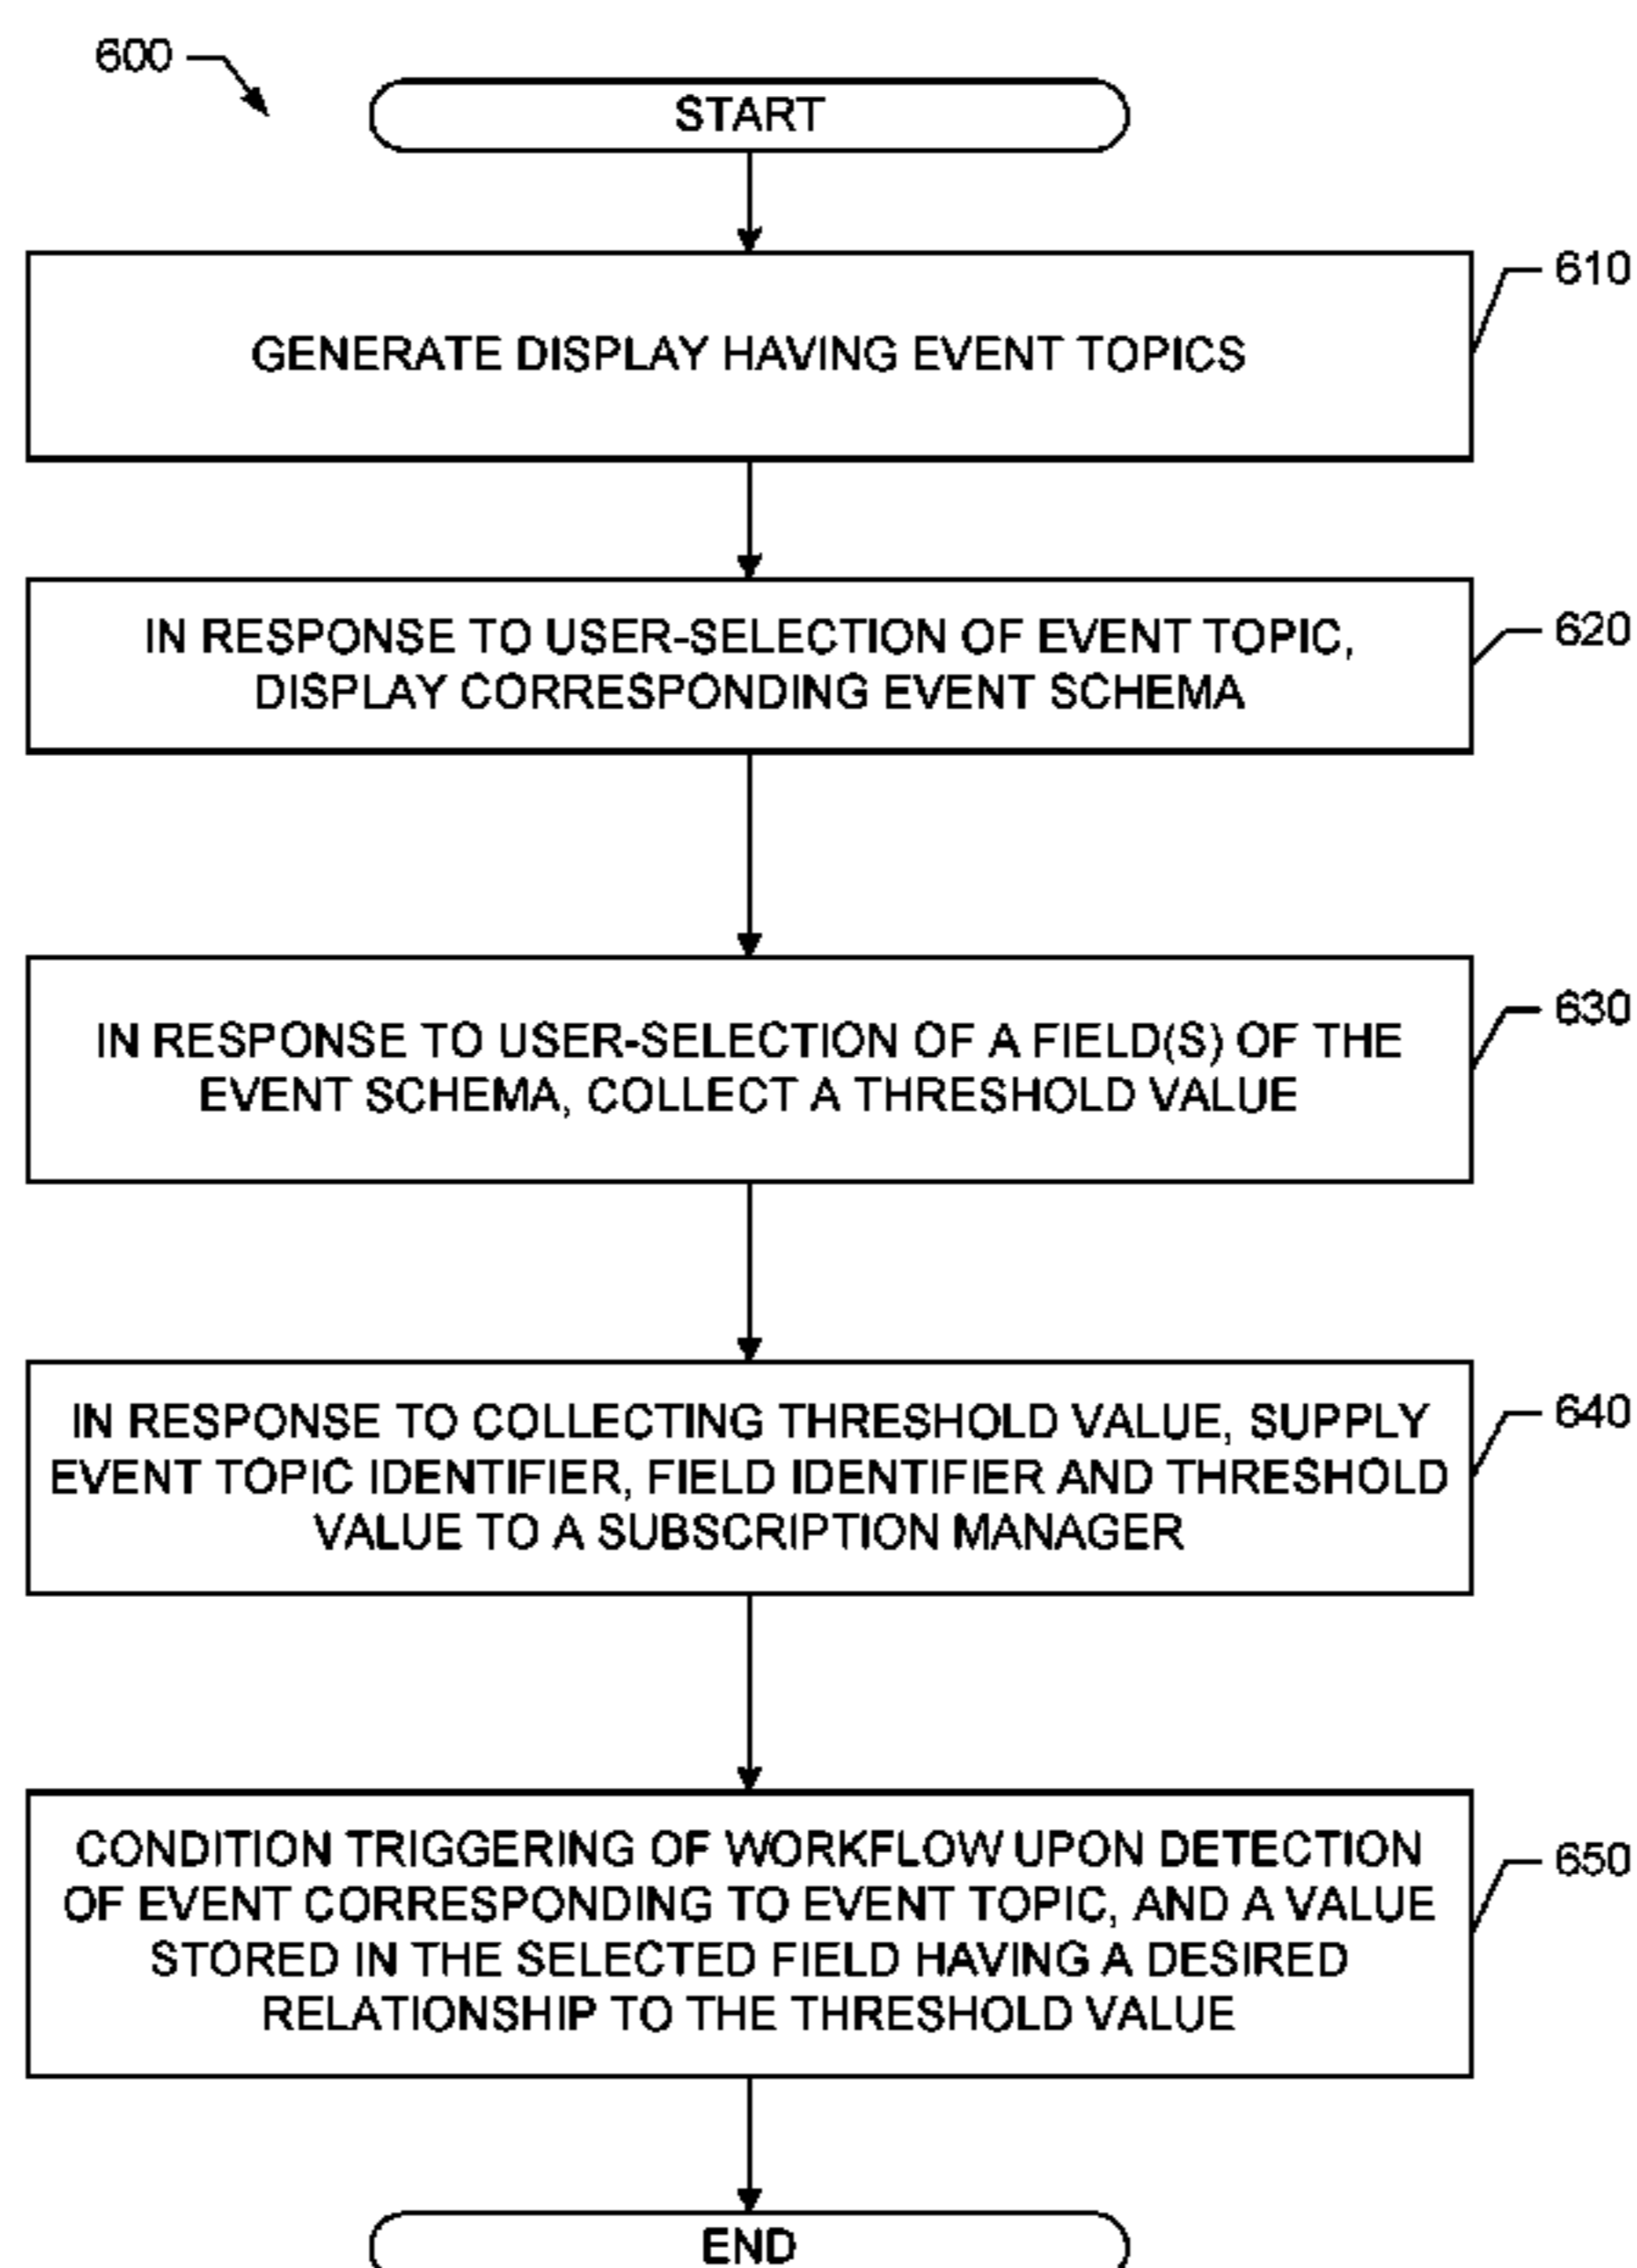 600
START
610
GENERATE DISPLAY HAVING EVENT TOPICS
620
IN RESPONSE TO USER-SELECTION OF EVENT TOPIC,
DISPLAY CORRESPONDING EVENT SCHEMA
630
IN RESPONSE TO USER-SELECTION OF A FIELD(S) OF THE
EVENT SCHEMA, COLLECT A THRESHOLD VALUE
640
IN RESPONSE TO COLLECTING THRESHOLD VALUE, SUPPLY
EVENT TOPIC IDENTIFIER, FIELD IDENTIFIER AND THRESHOLD
VALUE TO A SUBSCRIPTION MANAGER
650
CONDITION TRIGGERING OF WORKFLOW UPON DETECTION
OF EVENT CORRESPONDING TO EVENT TOPIC, AND A VALUE
STORED IN THE SELECTED FIELD HAVING A DESIRED
RELATIONSHIP TO THE THRESHOLD VALUE
END